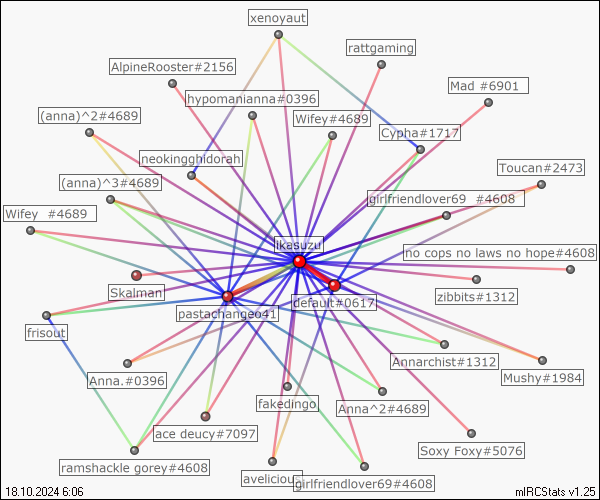 xenoyaut
rattgaming
AlpineRooster#2156
Mad #6901
hypomanianna#0396
(anna)^2#4689
Wifey#4689
Cypha#1717
neokingghidorah
Toucan#2473
(anna)^3#4689
girlfriendlover69 #4608
Wifey #4689
ikasuzu
no cops no laws no hope#4608
Skalman
zibbits#1312
default#0617
pastachangeo41
frisout
Annarchist#1312
Anna.#0396
Mushy#1984
fakedingo
Anna^2#4689
ace deucy#7097
Soxy Foxy#5076
ramshackle gorey#4608
avelicious
girlfriendlover69#4608
18.10.2024 6:06
mIRCStats v1.25